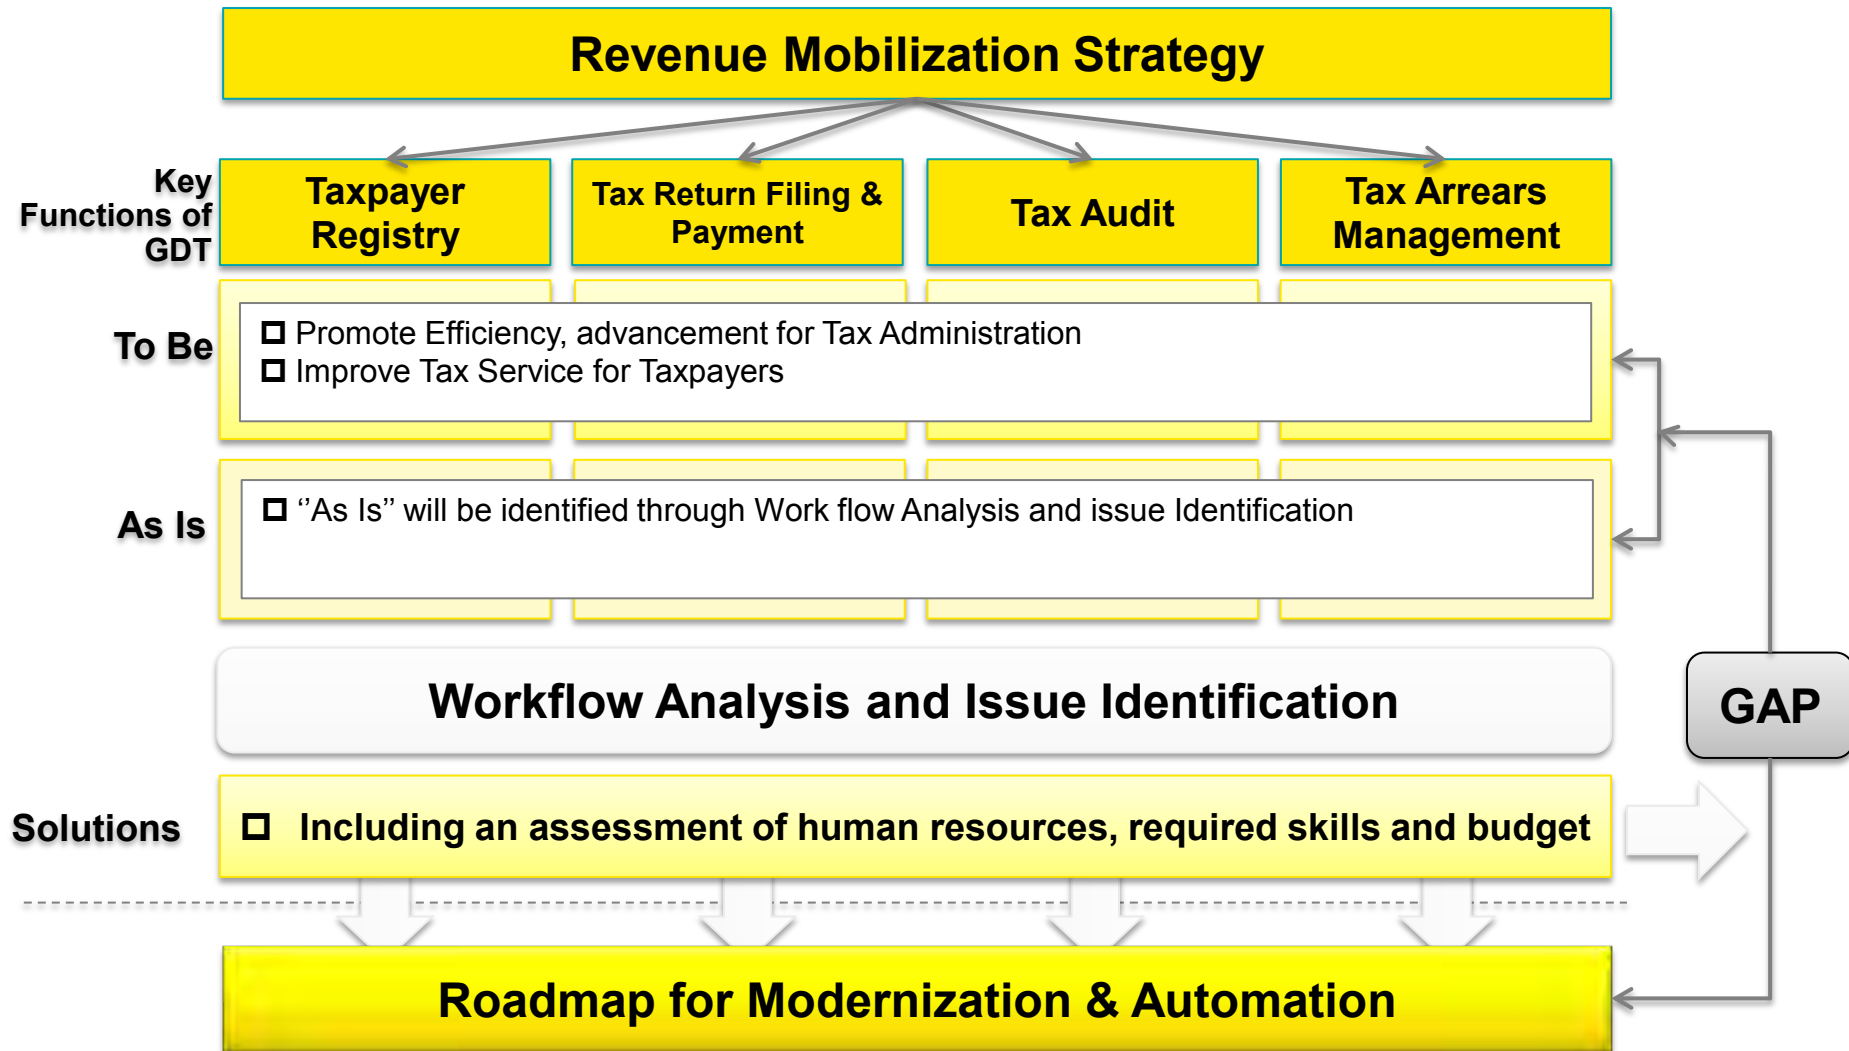 Revenue Mobilization Strategy
Key
Functions of
GDT
Taxpayer
Registry
Tax Return Filing &
Payment
Tax Audit
Tax Arrears
Management
To Be
Promote Efficiency, advancement for Tax Administration
Improve Tax Service for Taxpayers
As Is
‘’As Is’’ will be identified through Work flow Analysis and issue Identification
Workflow Analysis and Issue Identification
GAP
Solutions
Including an assessment of human resources, required skills and budget
Roadmap for Modernization & Automation